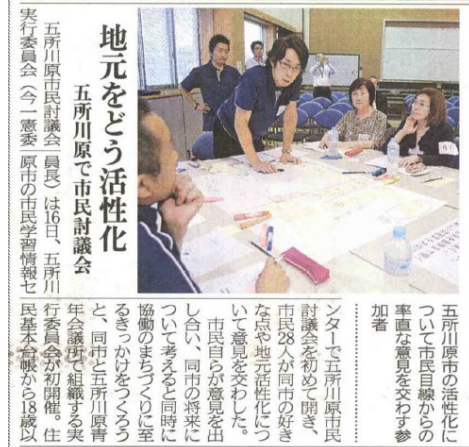 地元をどう活性化
五所川原で市民討議会
五所川原市民討議会
実行委員会(今一憲委
員長)は16日、五所川
原市の市民学習情報セ
五所川原市の活性化に
ついて市民目線からの
率直な意見を交わす参
加者
ンターで五所川原市民
討議会を初めて開き、
市民28人が同市の好き
な点や地元活性化につ
いて意見を交わした。
市民自らが意見を出
し合い、同市の将来に
ついて考えると同時に
協働のまちづくりに至
るきっかけをつくろう
と、同市と五所川原青
年会議所で組織する実
行委員会が初開催。住
民基本台帳から18歳以